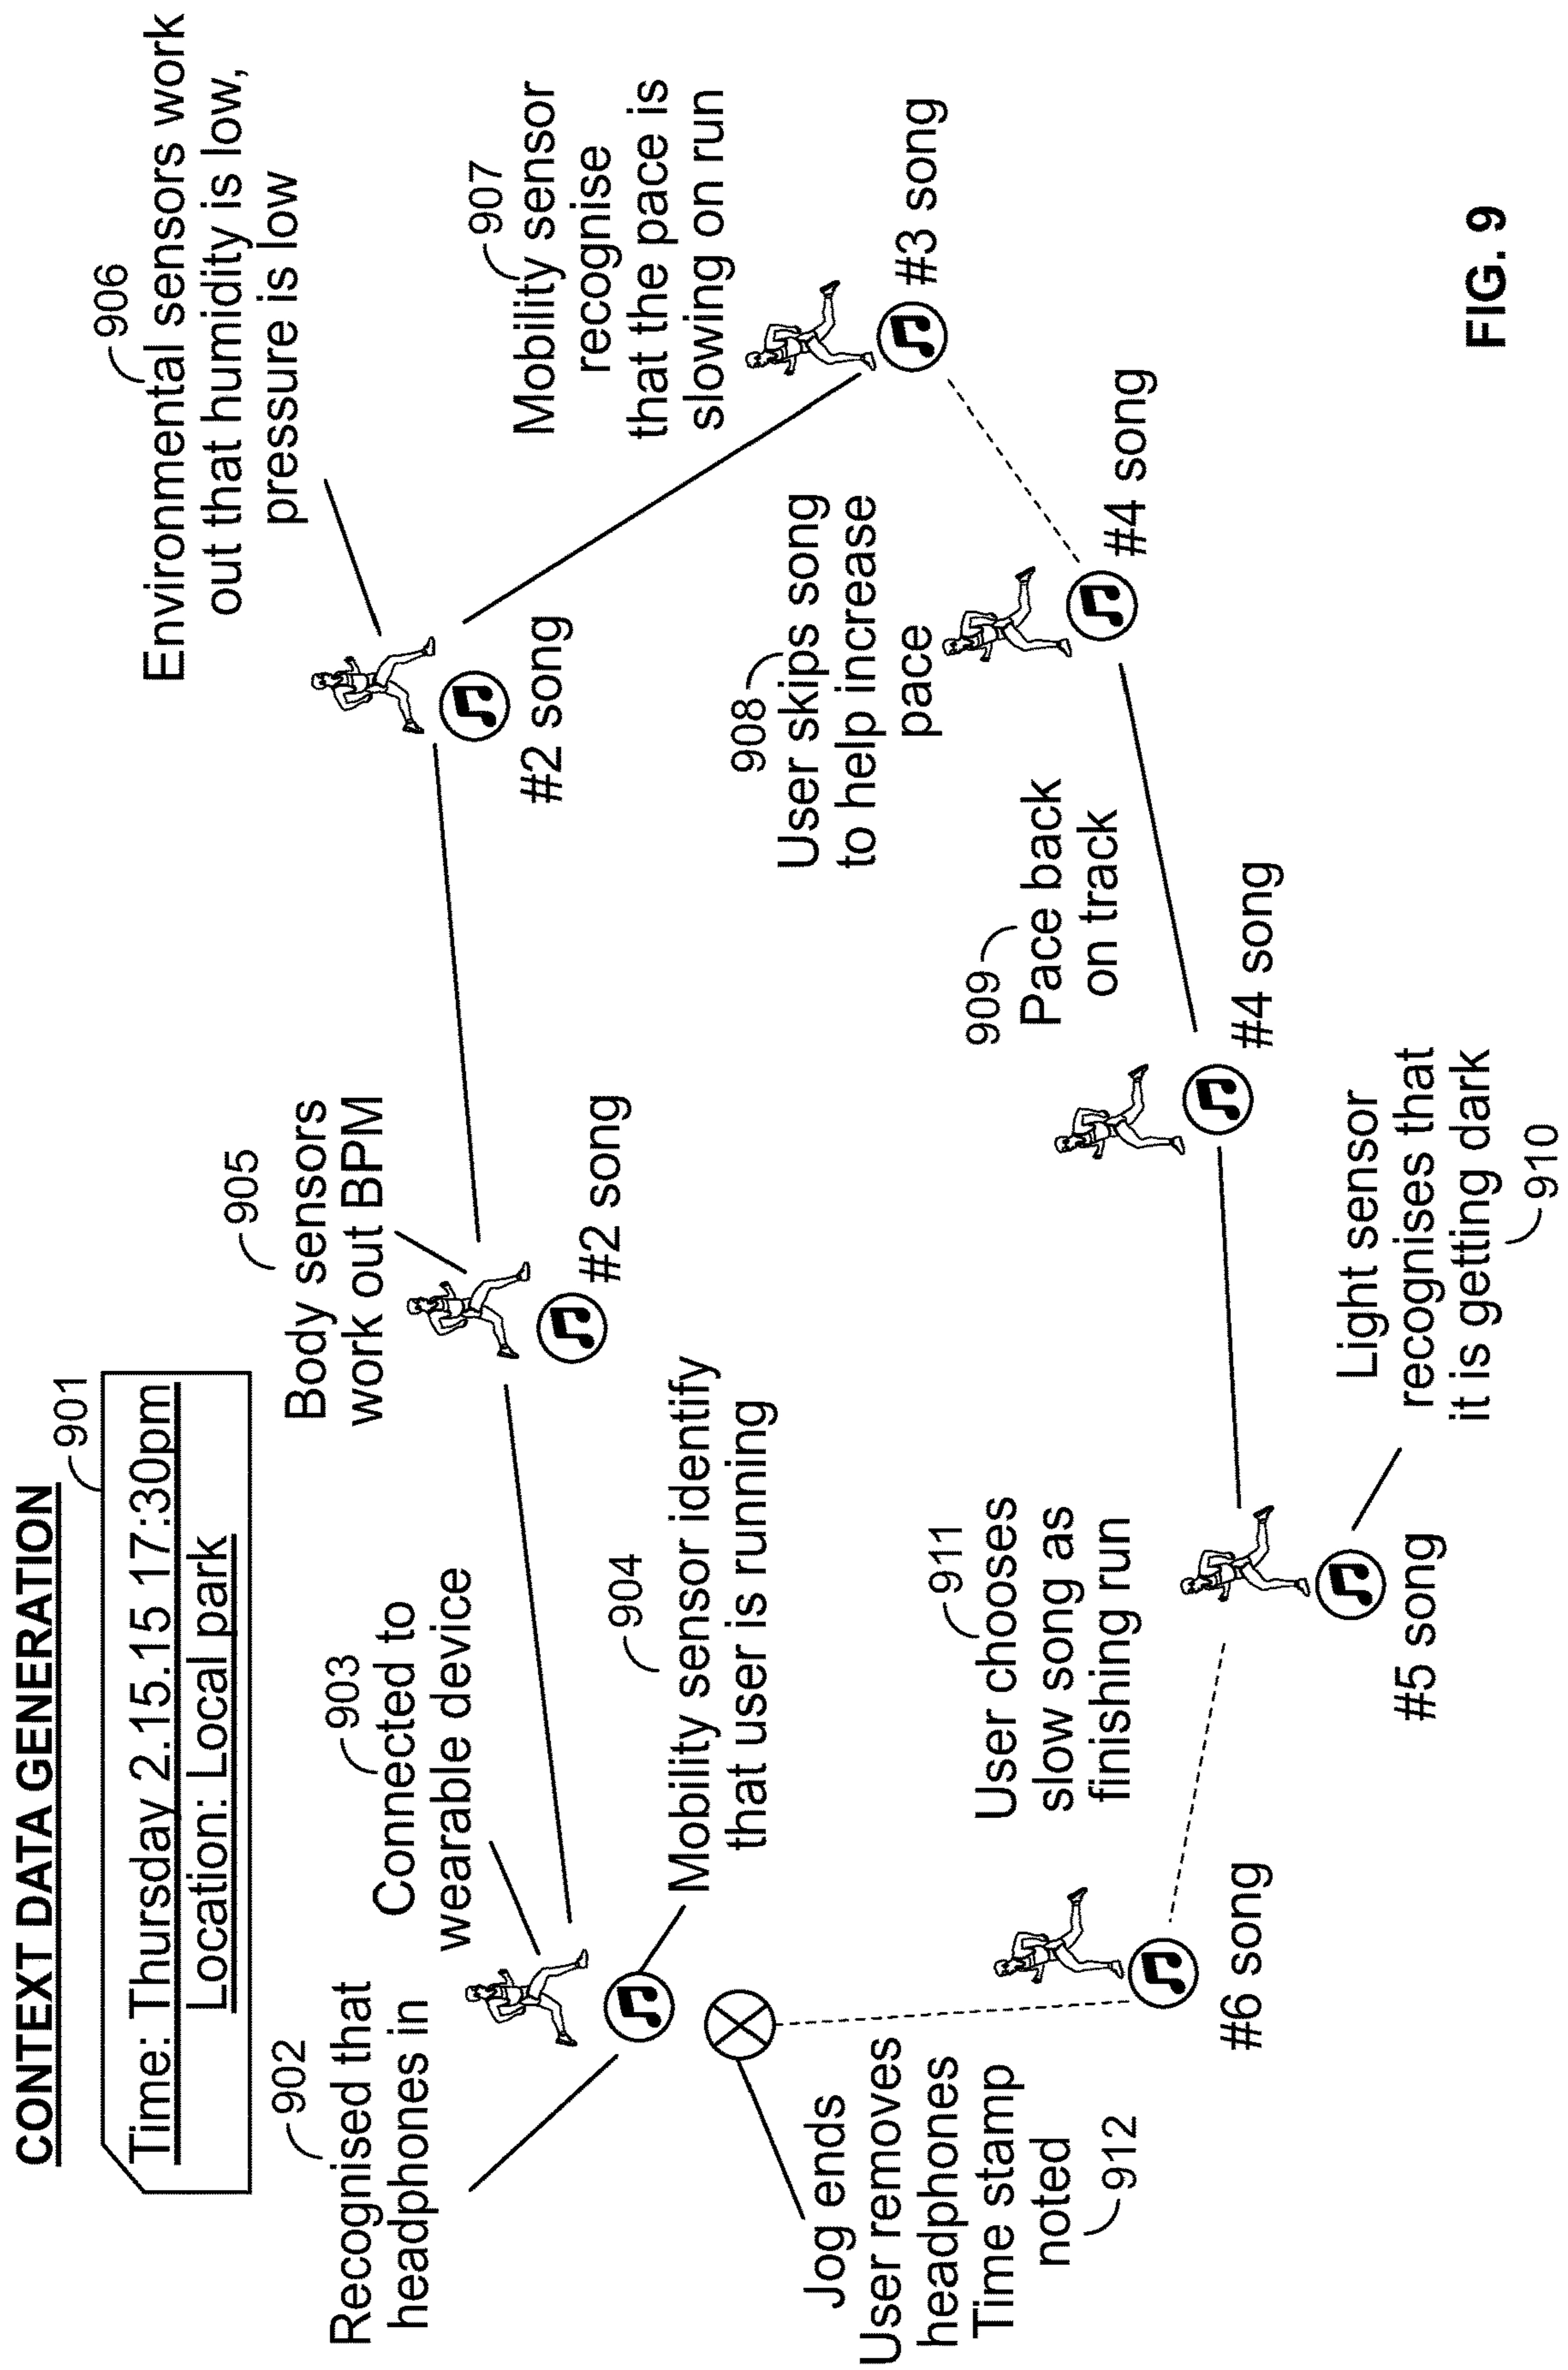 CONTEXT DATA GENERATION
901
Time: Thursday 2.15.15 17:30pm
Location: Local park
902
Recognised that
headphones in
903
Connected to
wearable device
904
Mobility sensor identify
that user is running
905
Body sensors
work out BPM
#2 song
906
Environmental sensors work
out that humidity is low,
pressure is low
#2 song
907
Mobility sensor
recognise
that the pace is
slowing on run
#3 song
908
User skips song
to help increase
pace
#4 song
909
Pace back
on track
#4 song
Light sensor
recognises that
it is getting dark
910
#5 song
911
User chooses
slow song as
finishing run
#6 song
Jog ends
User removes
headphones
Time stamp
noted
912
FIG. 9